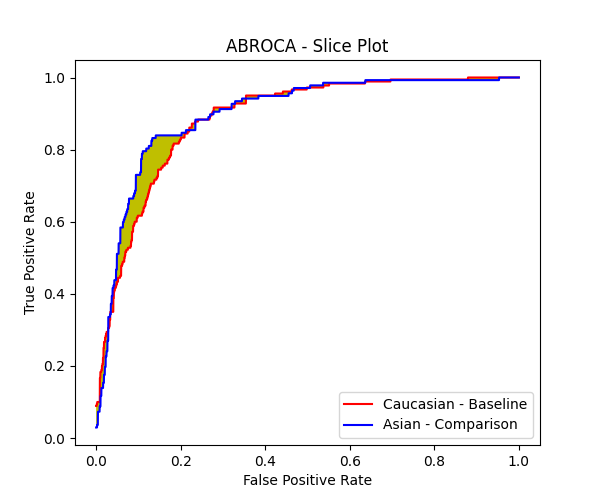 ABROCA - Slice Plot
True Positive Rate
1.0
0.8
0.6
0.4
0.2
0.0
0.0 0.2 0.4 0.6 0.8 1.0
False Positive Rate
Caucasian - Baseline
Asian - Comparison